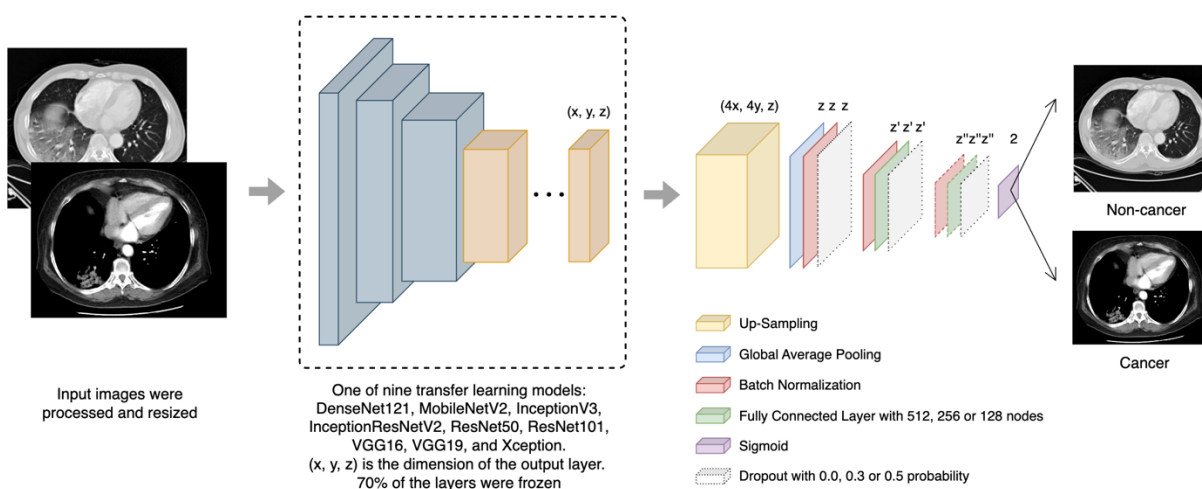 Input images were
processed and resized
(x, y, z)
One of nine transfer learning models:
DenseNet121, MobileNetV2, InceptionV3,
InceptionResNetV2, ResNet50, ResNet101,
VGG16, VGG19, and Xception.
(x, y, z) is the dimension of the output layer.
70% of the layers were frozen
(4x, 4y, z)
z z z
z' z' z'
z"z"z"
2
Up-Sampling
Global Average Pooling
Batch Normalization
Fully Connected Layer with 512, 256 or 128 nodes
Sigmoid
Dropout with 0.0, 0.3 or 0.5 probability
Non-cancer
Cancer